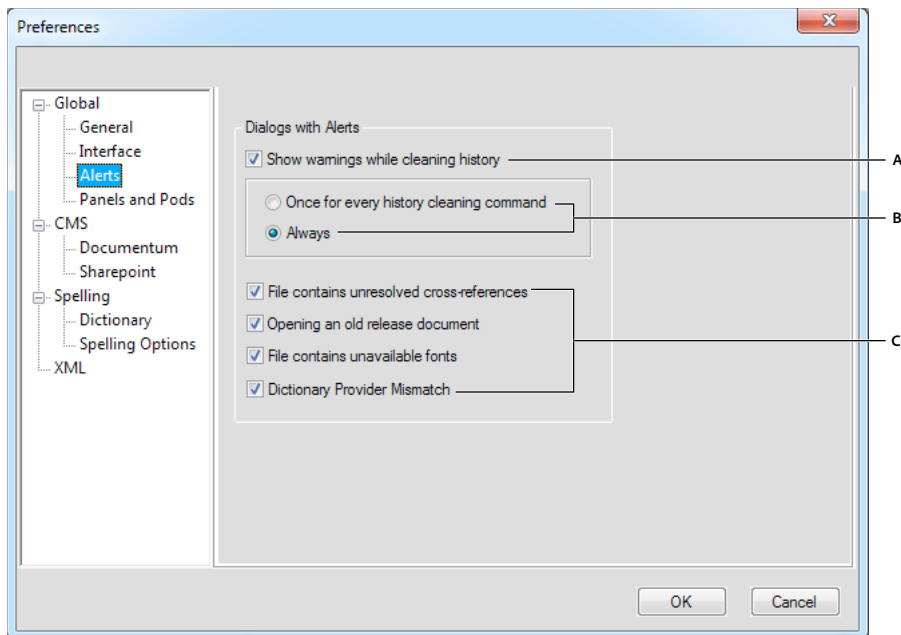 Preferences
Global
General
Interface
Alerts
Panels and Pods
CMS
Documentum
Sharepoint
Spelling
Dictionary
Spelling Options
XML
Dialogs with Alerts
Show warnings while cleaning history
A
Once for every history cleaning command
B
Always
File contains unresolved cross-references
Opening an old release document
C
File contains unavailable fonts
Dictionary Provider Mismatch
OK
Cancel